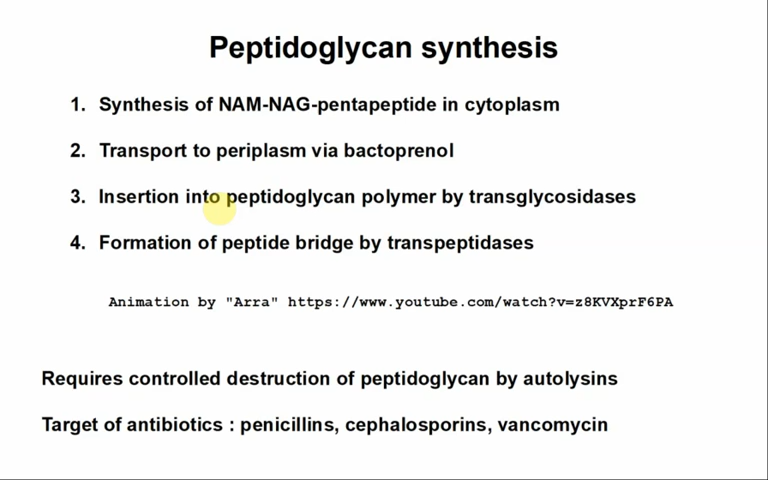 Peptidoglycan synthesis
1. Synthesis of NAM-NAG-pentapeptide in cytoplasm
2. Transport to periplasm via bactoprenol
3. Insertion into peptidoglycan polymer by transglycosidases
4. Formation of peptide bridge by transpeptidases
Animation by "Arra" https://www.youtube.com/watch?v=z8KVXprF6PA
Requires controlled destruction of peptidoglycan by autolysins
Target of antibiotics : penicillins, cephalosporins, vancomycin